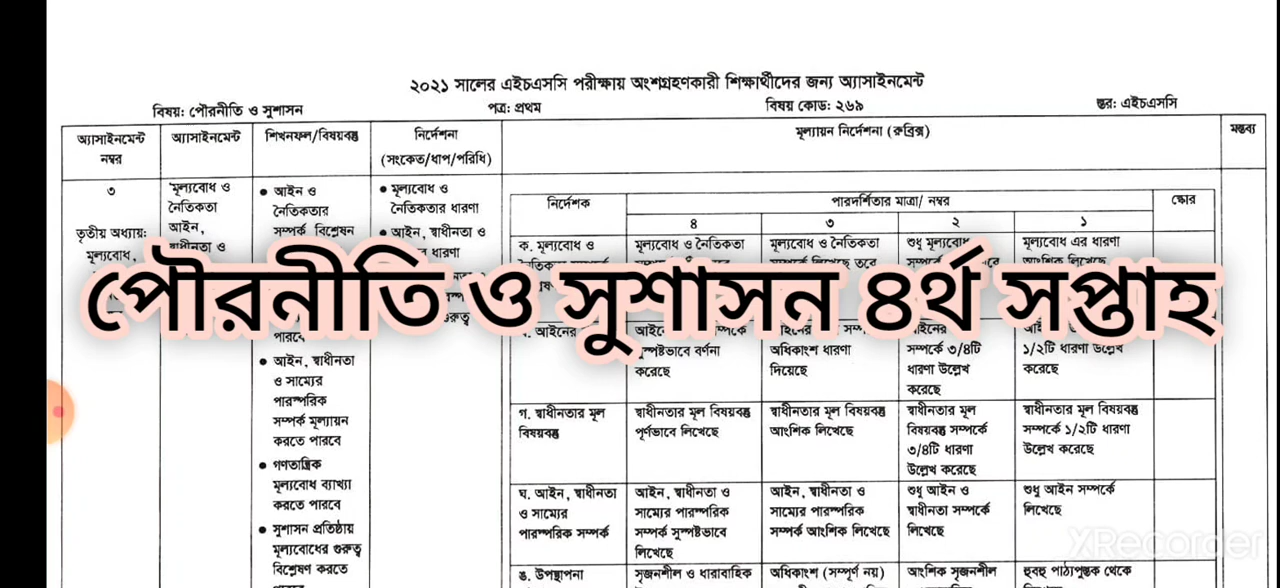 ২০২১ সালের এইচএসসি পরীক্ষায় অংশগ্রহণকারী শিক্ষার্থীদের জন্য অ্যাসাইনমেন্ট
বিষয়: পৌরনীতি ও সুশাসন
পত্র: প্রথম
বিষয় কোড: ২৬৯
স্তর: এইচএসসি
অ্যাসাইনমেন্ট
নম্বর
অ্যাসাইনমেন্ট
শিখনফল/বিষয়বস্তু
নির্দেশনা
(সংকেত/ধাপ/পরিধি)
মূল্যায়ন নির্দেশনা (রুব্রিক্স)
মন্তব্য
৩
তৃতীয় অধ্যায়:
মূল্যবোধ,
মূল্যবোধ ও
নৈতিকতা
আইন,
স্বাধীনতা ও
• আইন ও
নৈতিকতার
সম্পর্ক বিশ্লেষন
পারবে
• আইন, স্বাধীনতা
ও সাম্যের
পারস্পরিক
সম্পর্ক মূল্যায়ন
করতে পারবে
• গণতান্ত্রিক
মূল্যবোধ ব্যাখ্যা
করতে পারবে
• সুশাসন প্রতিষ্ঠায়
মূল্যবোধের গুরুত্ব
বিশ্লেষণ করতে
• মূল্যবোধ ও
নৈতিকতার ধারণা
• আইন, স্বাধীনতা ও
ধারণা
নির্দেশক
পারদর্শিতার মাত্রা/ নম্বর
স্কোর
৪
৩
২
১
ক. মূল্যবোধ ও
মূল্যবোধ ও নৈতিকতা
মূল্যবোধ ও নৈতিকতা
শুধু মূল্যবোধ
মূল্যবোধ এর ধারণা
আংশিক লিখেছে
পৌরনীতি ও সুশাসন ৪র্থ সপ্তাহ
সুস্পষ্টভাবে বর্ণনা
করেছে
অধিকাংশ ধারণা
দিয়েছে
সম্পর্কে ৩/৪টি
ধারণা উল্লেখ
করেছে
১/২টি ধারণা উল্লেখ
করেছে
গ. স্বাধীনতার মূল
বিষয়বস্তু
স্বাধীনতার মূল বিষয়বস্তু
পূর্ণভাবে লিখেছে
স্বাধীনতার মূল বিষয়বস্তু
আংশিক লিখেছে
স্বাধীনতার মূল
বিষয়বস্তু সম্পর্কে
৩/৪টি ধারণা
উল্লেখ করেছে
স্বাধীনতার মূল বিষয়বস্তু
সম্পর্কে ১/২টি ধারণা
উল্লেখ করেছে
ঘ. আইন, স্বাধীনতা
ও সাম্যের
পারস্পরিক সম্পর্ক
আইন, স্বাধীনতা ও
সাম্যের পারস্পরিক
সম্পর্ক সুস্পষ্টভাবে
লিখেছে
আইন, স্বাধীনতা ও
সাম্যের পারস্পরিক
সম্পর্ক আংশিক লিখেছে
শুধু আইন ও
স্বাধীনতা সম্পর্কে
লিখেছে
শুধু আইন সম্পর্কে
লিখেছে
ঙ. উপস্থাপনা
সৃজনশীল ও ধারাবাহিক
অধিকাংশ (সম্পূর্ণ নয়)
আংশিক সৃজনশীল
হুবহু পাঠ্যপুস্তক থেকে
XRecorder